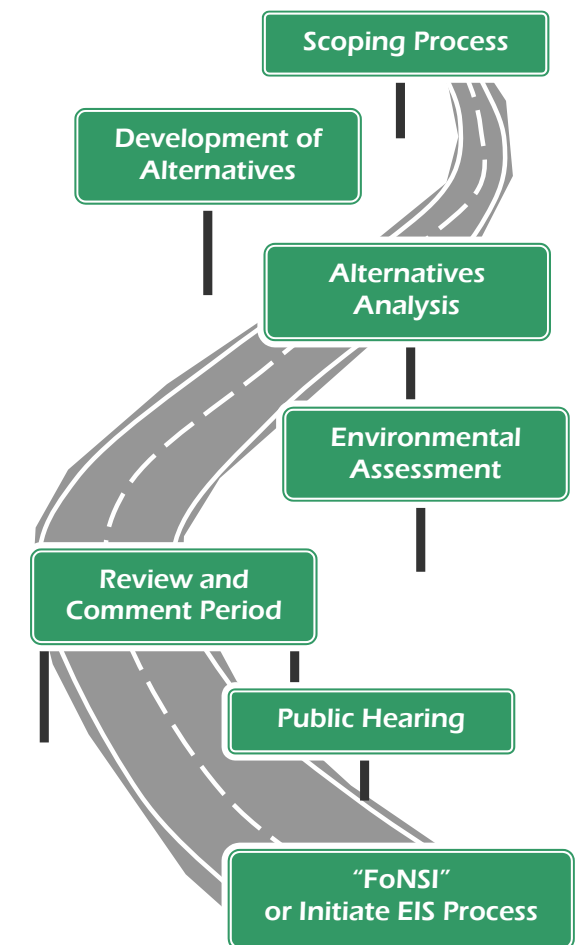 Scoping Process
Development of
Alternatives
Alternatives
Analysis
Environmental
Assessment
Review and
Comment Period
Public Hearing
“FoNSI”
or Initiate EIS Process